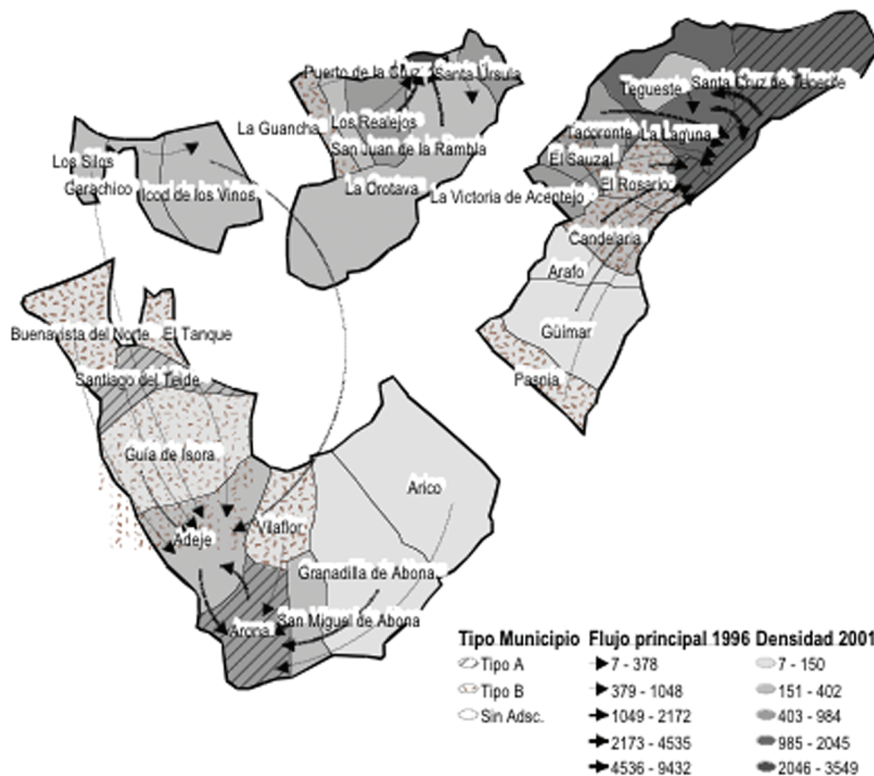 Puerto de la Cruz
Santa Úrsula
Tegueste
Santa Cruz de Tenerife
La Guancha
Los Realejos
Tacoronte
La Laguna
San Juan de la Rambla
El Sauzal
Los Silos
Garachico
Icod de los Vinos
La Orotava
La Victoria de Acentejo
El Rosario
Candelaria
Arafo
Buenavista del Norte
El Tanque
Güímar
Santiago del Teide
Pasnia
Guía de Isora
Arico
Adeje
Vilaflor
Granadilla de Abona
Arona
San Miguel de Abona
Tipo Municipio
Tipo A
Tipo B
Sin Adsc.
Flujo principal 1996
7 - 378
379 - 1048
1049 - 2172
2173 - 4535
4536 - 9432
Densidad 2001
7 - 150
151 - 402
403 - 984
985 - 2045
2046 - 3549